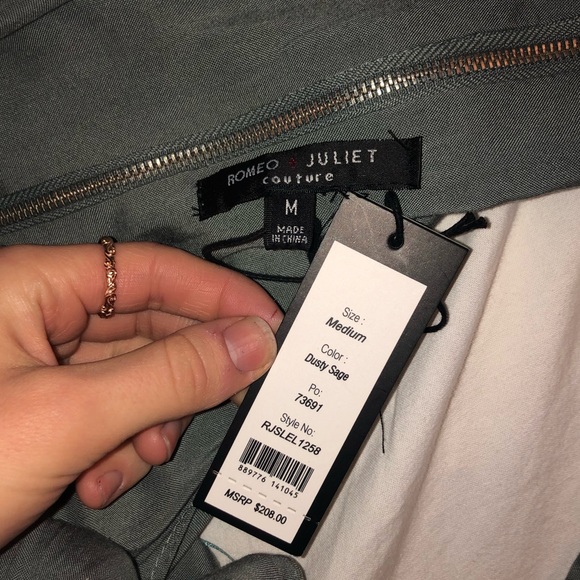 ROMEO + JULIET
couture
M
MADE
IN CHINA
Size :
Medium
Color :
Dusty Sage
Po:
73691
Style No:
RJSLEL1258
889776 141045
MSRP $208.00